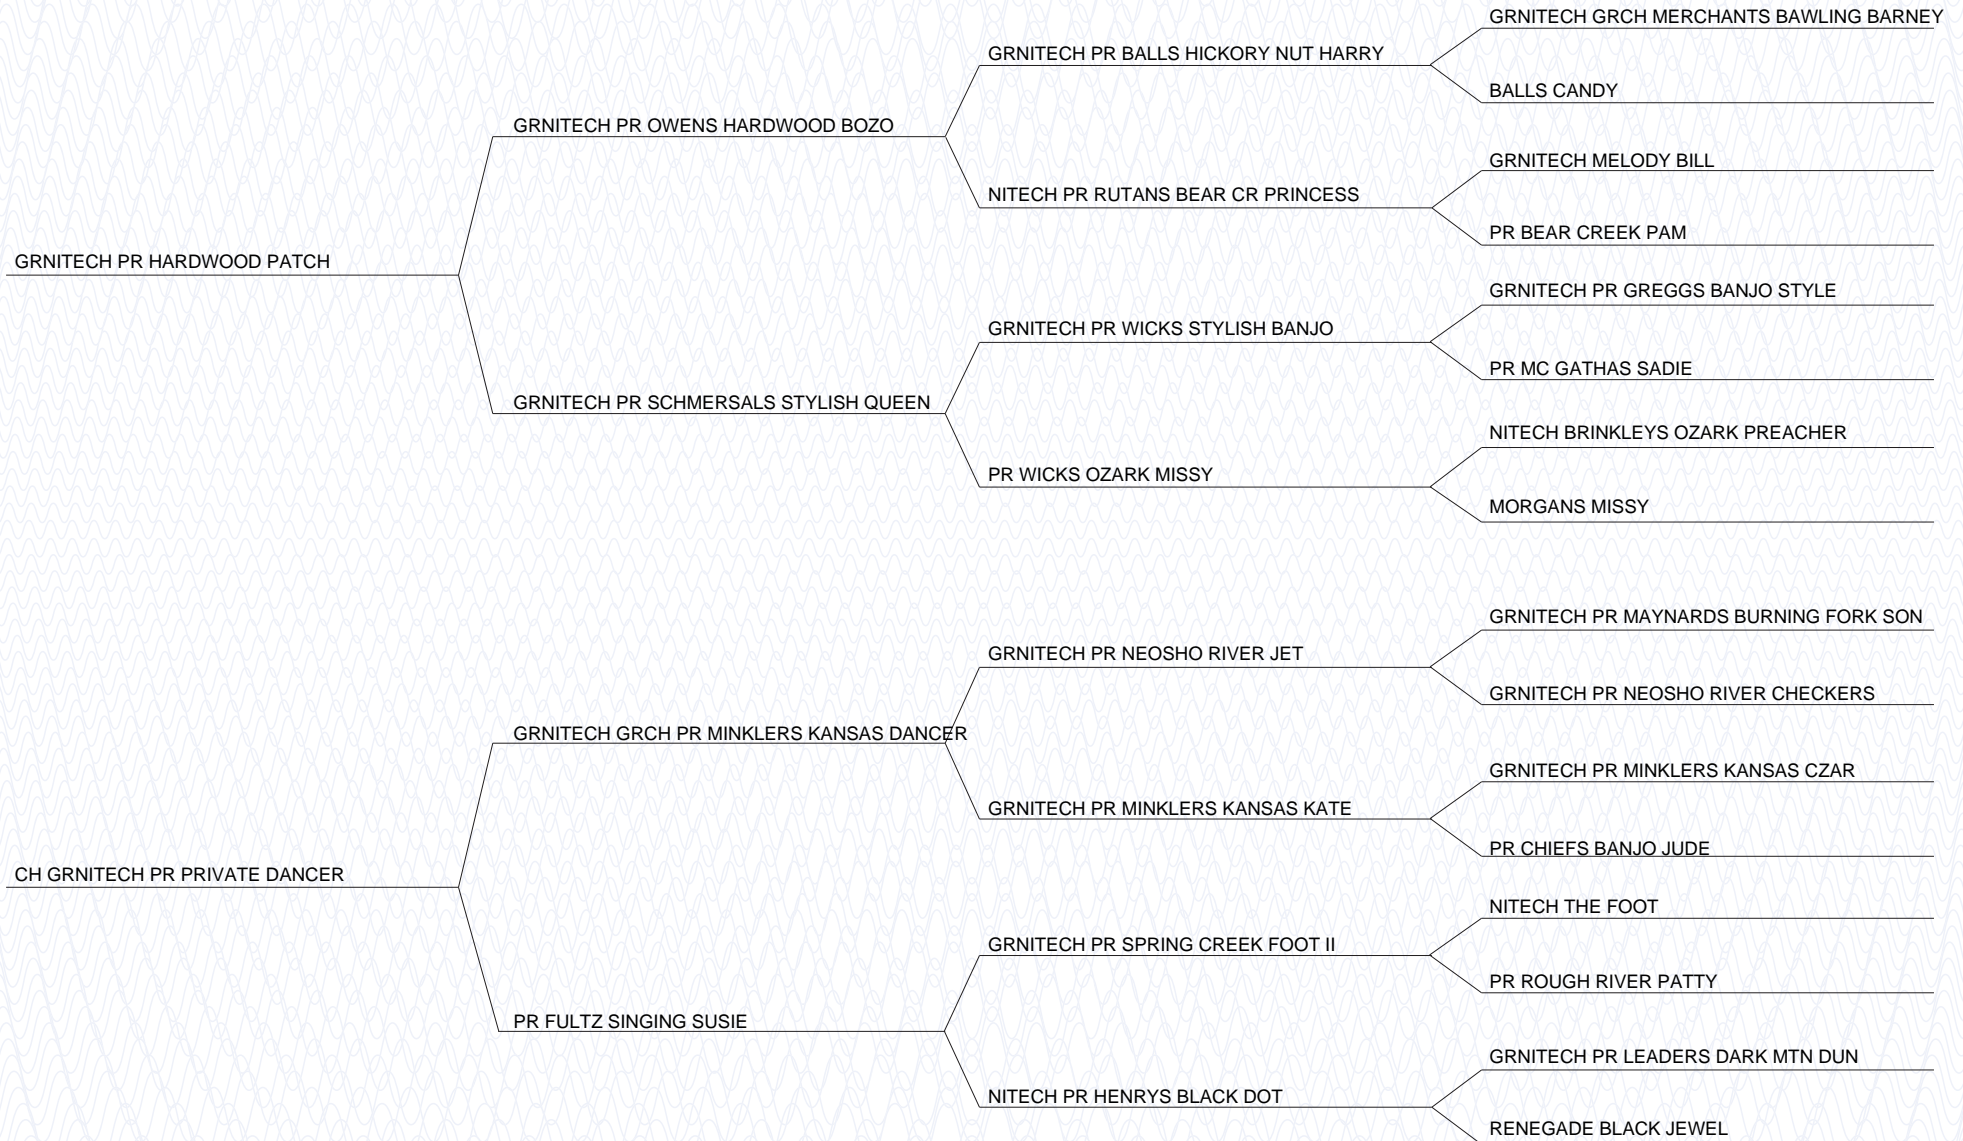 GRNITECH GRCH MERCHANTS BAWLING BARNEY
GRNITECH PR BALLS HICKORY NUT HARRY
BALLS CANDY
GRNITECH PR OWENS HARDWOOD BOZO
GRNITECH MELODY BILL
NITECH PR RUTANS BEAR CR PRINCESS
PR BEAR CREEK PAM
GRNITECH PR HARDWOOD PATCH
GRNITECH PR GREGGS BANJO STYLE
GRNITECH PR WICKS STYLISH BANJO
PR MC GATHAS SADIE
GRNITECH PR SCHMERSALS STYLISH QUEEN
NITECH BRINKLEYS OZARK PREACHER
PR WICKS OZARK MISSY
MORGANS MISSY
GRNITECH PR MAYNARDS BURNING FORK SON
GRNITECH PR NEOSHO RIVER JET
GRNITECH PR NEOSHO RIVER CHECKERS
GRNITECH GRCH PR MINKLERS KANSAS DANCER
GRNITECH PR MINKLERS KANSAS CZAR
GRNITECH PR MINKLERS KANSAS KATE
PR CHIEFS BANJO JUDE
CH GRNITECH PR PRIVATE DANCER
NITECH THE FOOT
GRNITECH PR SPRING CREEK FOOT II
PR ROUGH RIVER PATTY
PR FULTZ SINGING SUSIE
GRNITECH PR LEADERS DARK MTN DUN
NITECH PR HENRYS BLACK DOT
RENEGADE BLACK JEWEL